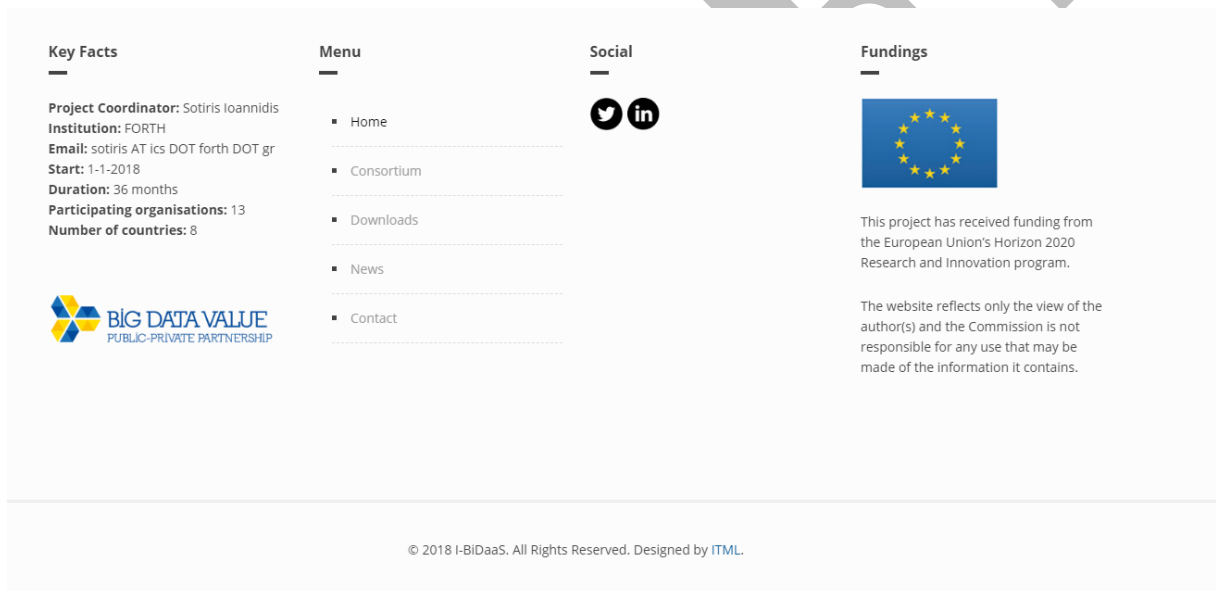 Key Facts
Project Coordinator: Sotiris Ioannidis
Institution: FORTH
Email: sotiris AT ics DOT forth DOT gr
Start: 1-1-2018
Duration: 36 months
Participating organisations: 13
Number of countries: 8
BİG DATA VALUE
PUBLIC-PRIVATE PARTNERSHIP
Menu
Home
Consortium
Downloads
News
Contact
Social
in
Fundings
This project has received funding from
the European Union’s Horizon 2020
Research and Innovation program.
The website reflects only the view of the
author(s) and the Commission is not
responsible for any use that may be
made of the information it contains.
© 2018 I-BiDaaS. All Rights Reserved. Designed by ITML.